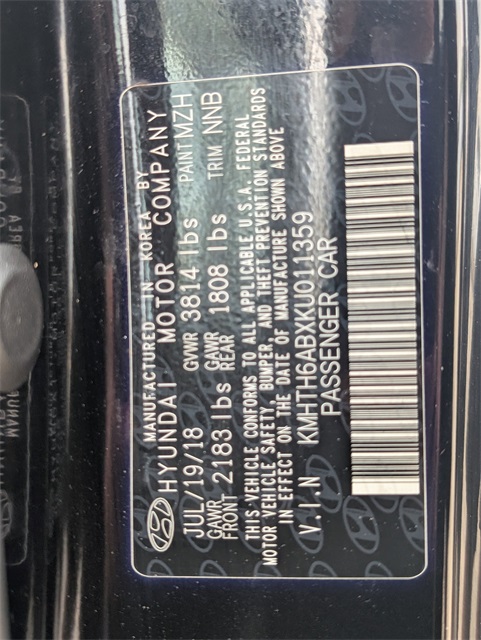 MANUFACTURED IN KOREA BY
HYUNDAI MOTOR COMPANY
JUL/19/18 GVWR 3814 lbs PAINT MZH
GAWR FRONT 2183 lbs GAWR REAR 1808 lbs TRIM NNB
THIS VEHICLE CONFORMS TO ALL APPLICABLE U.S.A. FEDERAL
MOTOR VEHICLE SAFETY, BUMPER, AND THEFT PREVENTION STANDARDS
IN EFFECT ON THE DATE OF MANUFACTURE SHOWN ABOVE
V.I.N KMHTH6ABXKU011359
PASSENGER CAR